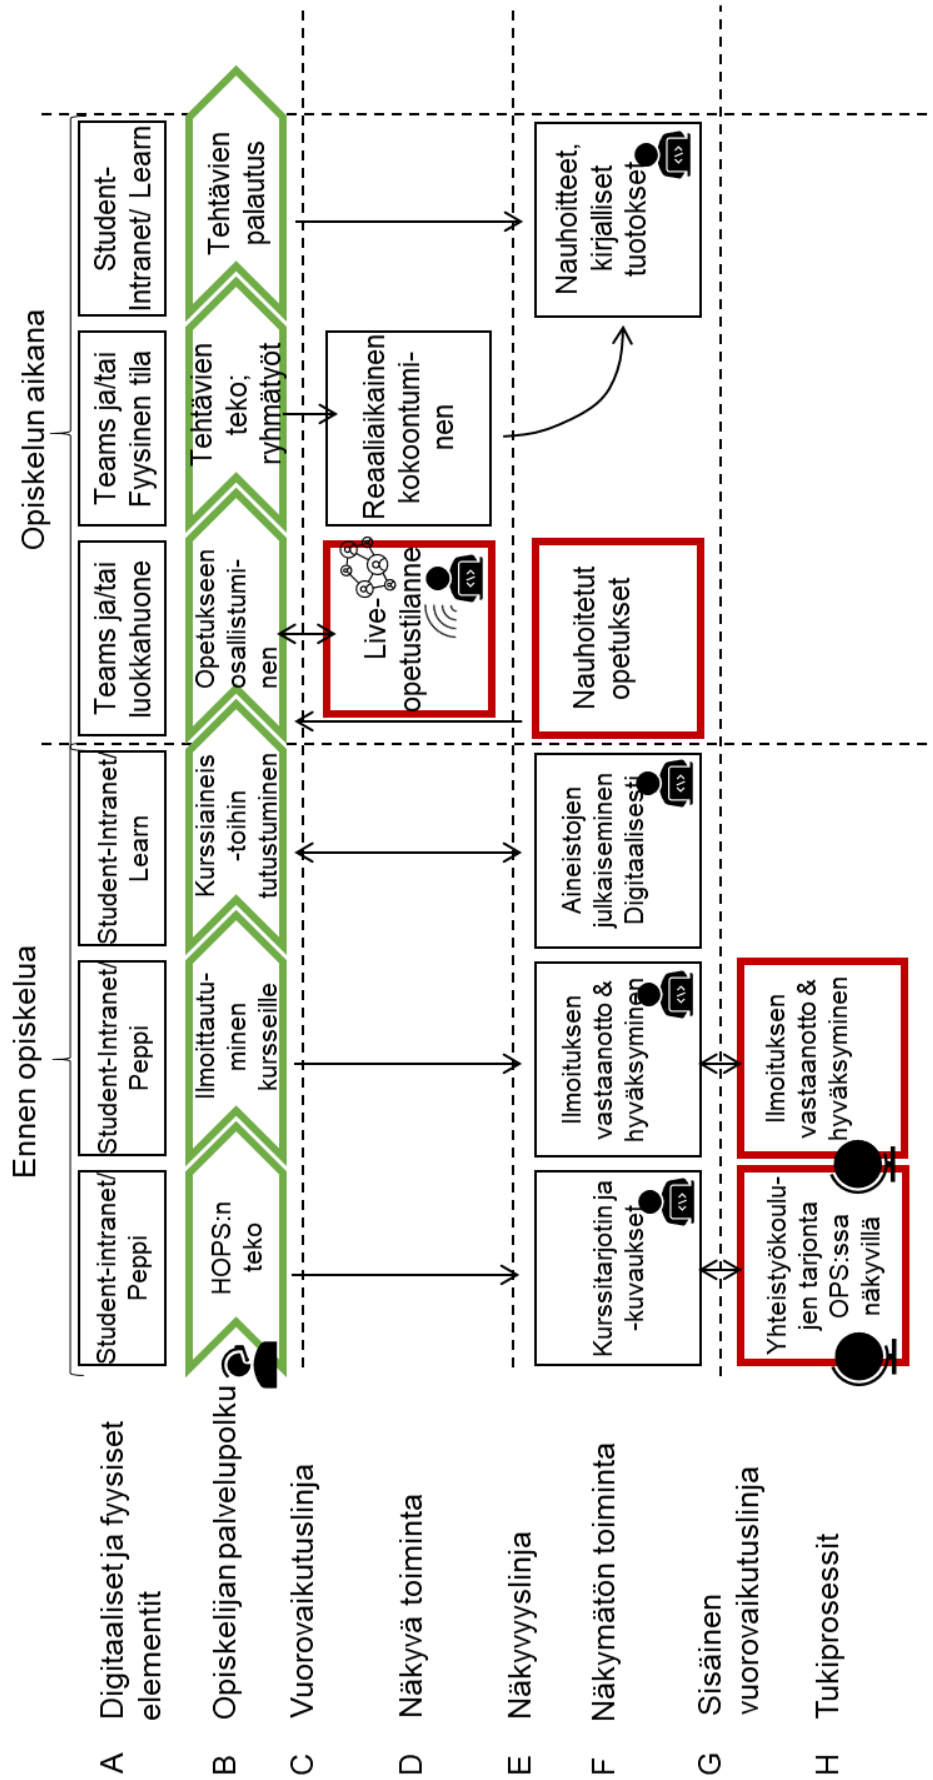 Ennen opiskelua
Opiskelun aikana
A
Digitaaliset ja fyysiset
elementit
Student-intranet/
Peppi
Student-Intranet/
Peppi
Student-Intranet/
Learn
Teams ja/tai
luokkahuone
Teams ja/tai
Fyysinen tila
Student-
Intranet/ Learn
B
Opiskelijan palvelupolku
HOPS:n
teko
Ilmoittautu-
minen
kursseille
Kurssiaineis
-toihin
tutustuminen
Opetukseen
osallistumi-
nen
Tehtävien
teko;
ryhmätyöt
Tehtävien
palautus
C
Vuorovaikutuslinja
D
Näkyvä toiminta
Live-
opetustilanne
Reaaliaikainen
kokoontumi-
nen
E
Näkyvyyslinja
F
Näkymätön toiminta
Kurssitarjotin ja
-kuvaukset
Ilmoituksen
vastaanotto &
hyväksyminen
Aineistojen
julkaiseminen
Digitaalisesti
Nauhoitetut
opetukset
Nauhoitteet,
kirjalliset
tuotokset
G
Sisäinen
vuorovaikutuslinja
H
Tukiprosessit
Yhteistyökoulu-
jen tarjonta
OPS:ssa
näkyvillä
Ilmoituksen
vastaanotto &
hyväksyminen